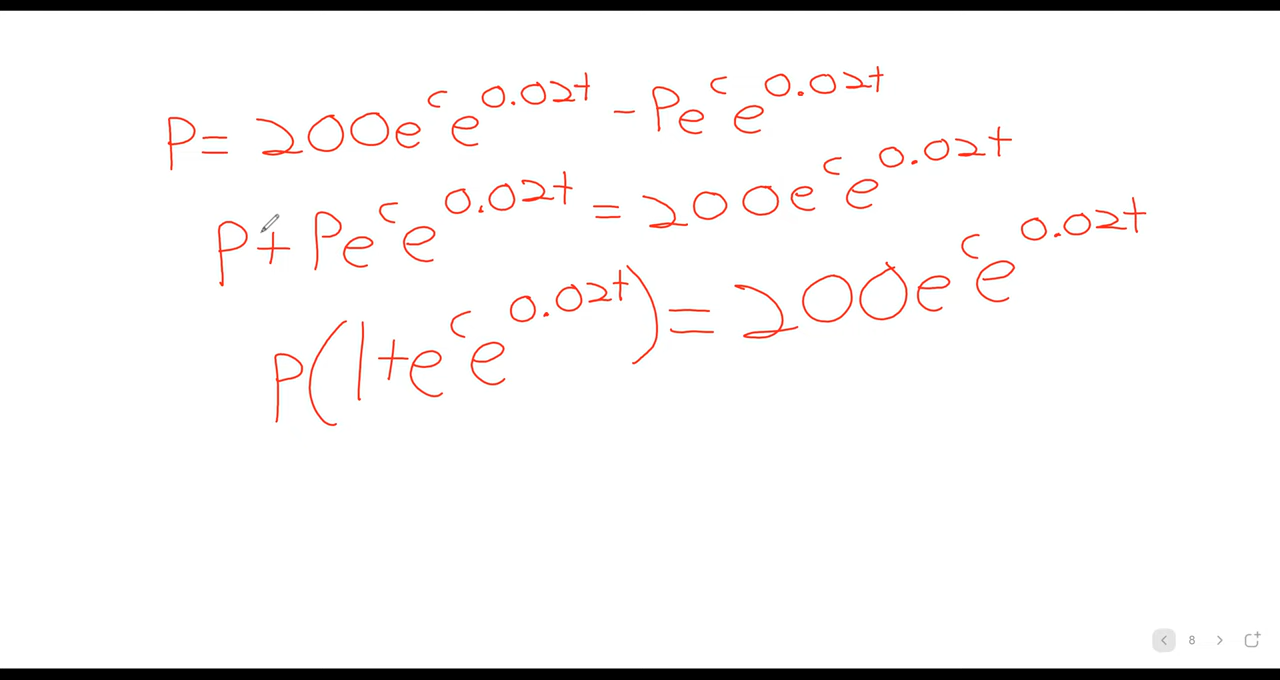 P = 200e^c e^0.02t - Pe^c e^0.02t
P + Pe^c e^0.02t = 200e^c e^0.02t
P(1+e^c e^0.02t) = 200e^c e^0.02t
8